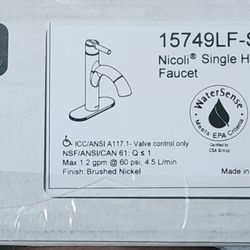 15749LF-S
Nicoli® Single H
Faucet
WaterSense
Meets EPA Criteria
Certified by
CSA Group
ICC/ANSI A117.1- Valve control only
NSF/ANSI/CAN 61: Q ≤ 1
Max 1.2 gpm @ 60 psi, 4.5 L/min
Finish: Brushed Nickel
Made in